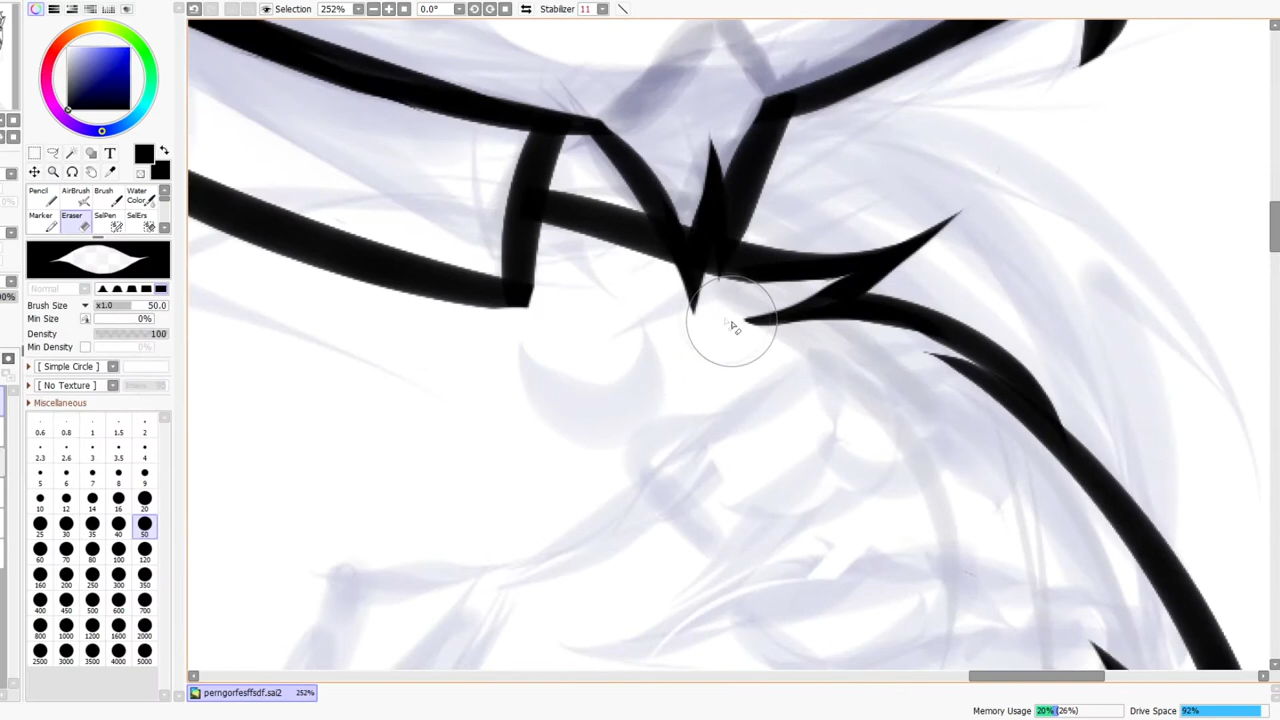 Selection 252% 0.0° Stabilizer 11
T
Pencil AirBrush Brush Water Color
Marker Eraser SelPen SelErs
Normal
Brush Size x1.0 50.0
Min Size 0%
Density 100
Min Density 0%
[ Simple Circle ]
[ No Texture ]
Miscellaneous
0.6 0.8 1 1.5 2
2.3 2.6 3 3.5 4
5 6 7 8 9
10 12 14 16 20
25 30 35 40 50
60 70 80 100 120
160 200 250 300 350
400 450 500 600 700
800 1000 1200 1600 2000
2500 3000 3500 4000 5000
perngorfesffsdf.sai2 252%
Memory Usage 20% (26%) Drive Space 92%